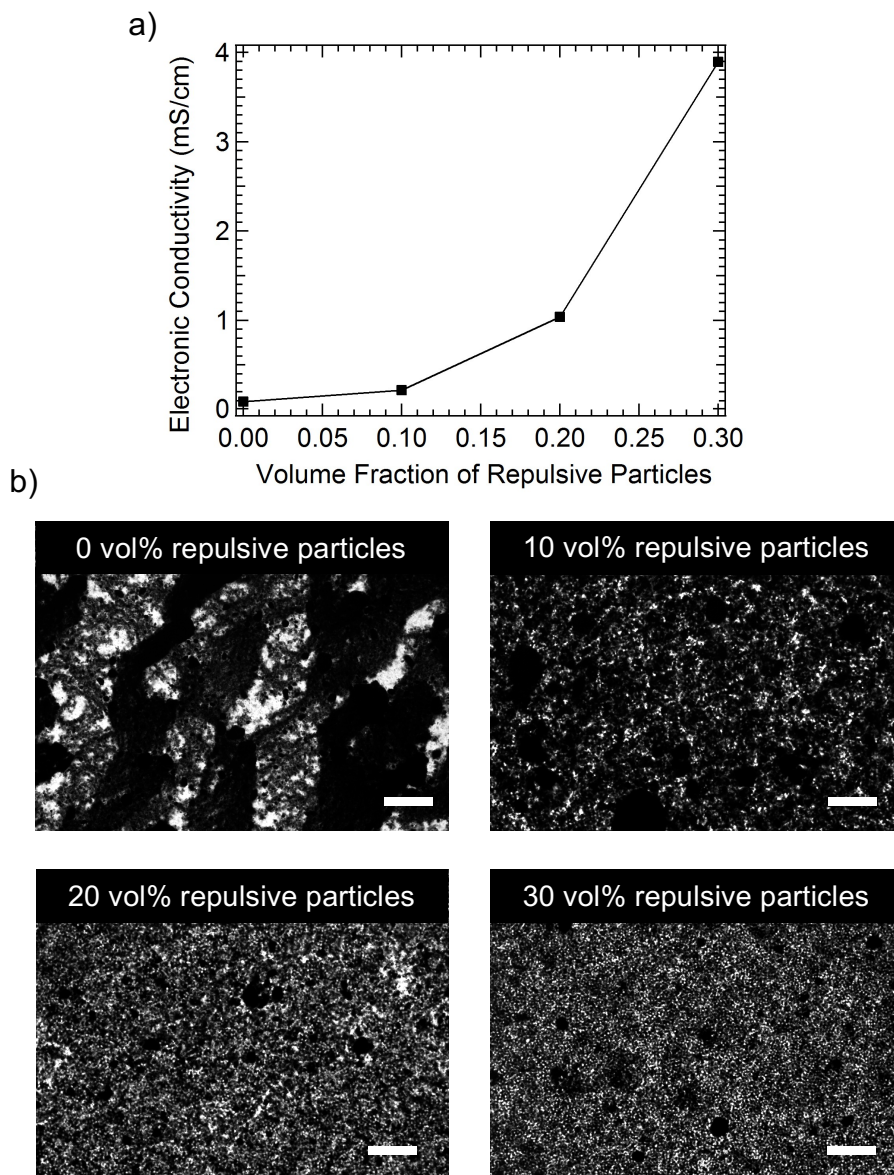 a)
Electronic Conductivity (mS/cm)
4
3
2
1
0
0.00 0.05 0.10 0.15 0.20 0.25 0.30
Volume Fraction of Repulsive Particles
b)
0 vol% repulsive particles
10 vol% repulsive particles
20 vol% repulsive particles
30 vol% repulsive particles